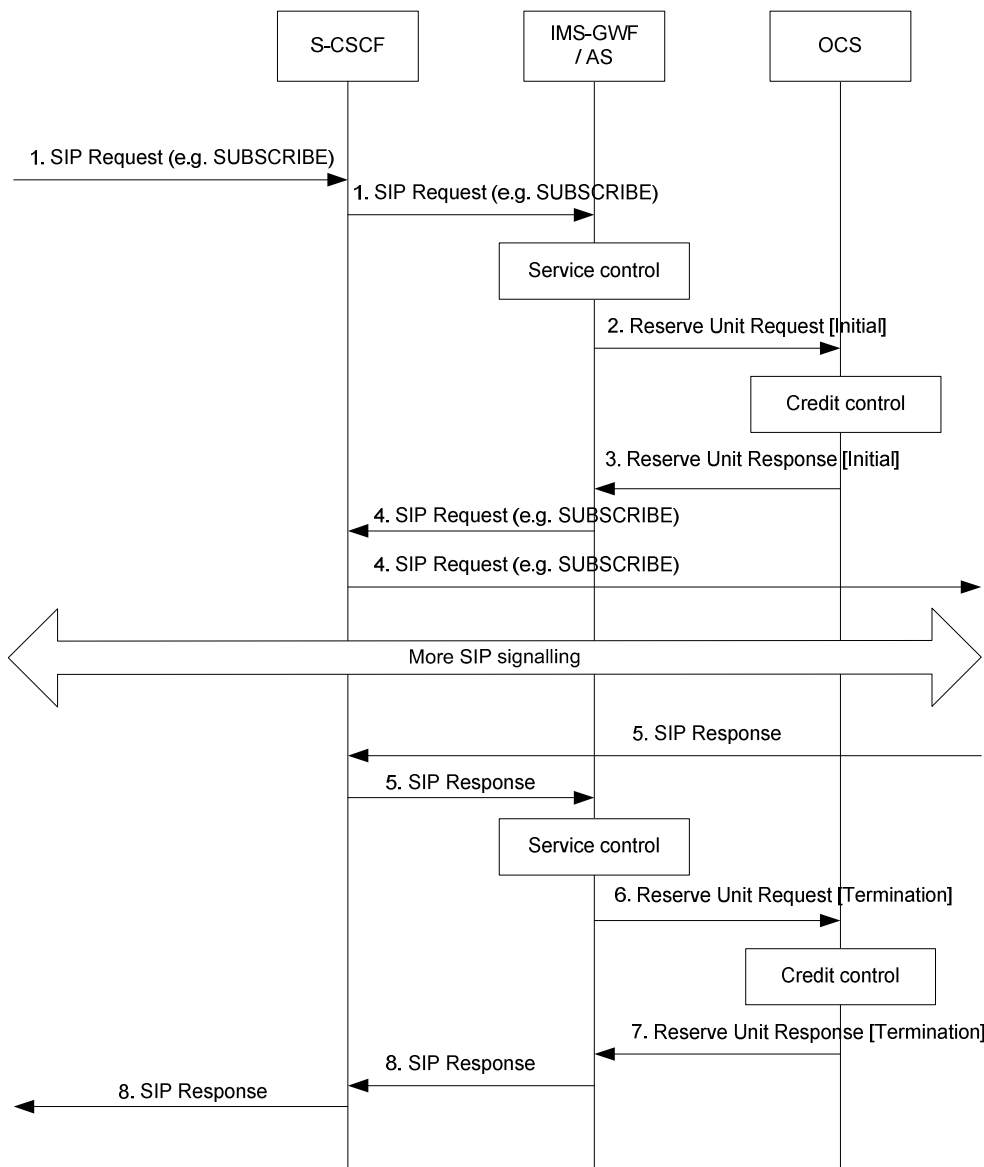 S-CSCF
IMS-GWF
/ AS
OCS
1. SIP Request (e.g. SUBSCRIBE)
1. SIP Request (e.g. SUBSCRIBE)
Service control
2. Reserve Unit Request [Initial]
Credit control
3. Reserve Unit Response [Initial]
4. SIP Request (e.g. SUBSCRIBE)
4. SIP Request (e.g. SUBSCRIBE)
More SIP signalling
5. SIP Response
5. SIP Response
Service control
6. Reserve Unit Request [Termination]
Credit control
7. Reserve Unit Response [Termination]
8. SIP Response
8. SIP Response